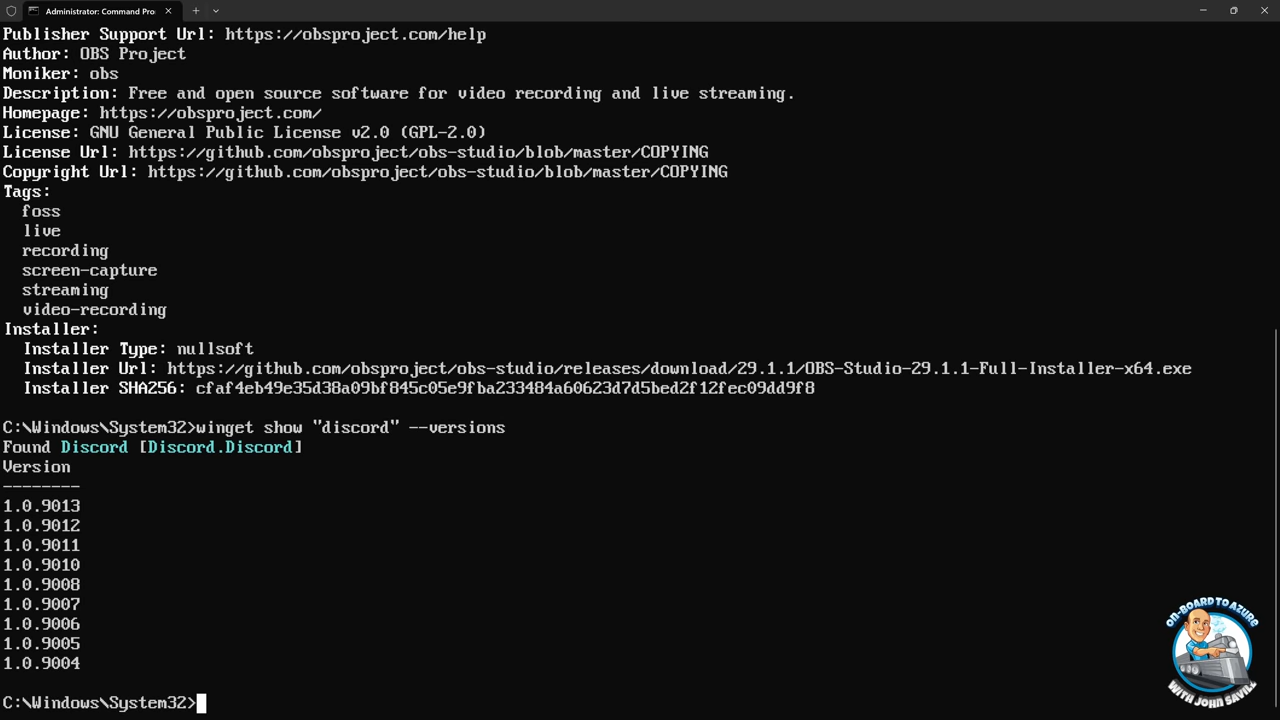 Administrator: Command Pro
Publisher Support Url: https://obsproject.com/help
Author: OBS Project
Moniker: obs
Description: Free and open source software for video recording and live streaming.
Homepage: https://obsproject.com/
License: GNU General Public License v2.0 (GPL-2.0)
License Url: https://github.com/obsproject/obs-studio/blob/master/COPYING
Copyright Url: https://github.com/obsproject/obs-studio/blob/master/COPYING
Tags:
  foss
  live
  recording
  screen-capture
  streaming
  video-recording
Installer:
  Installer Type: nullsoft
  Installer Url: https://github.com/obsproject/obs-studio/releases/download/29.1.1/OBS-Studio-29.1.1-Full-Installer-x64.exe
  Installer SHA256: cfaf4eb49e35d38a09bf845c05e9fba233484a60623d7d5bed2f12fec09dd9f8
C:\Windows\System32>winget show "discord" --versions
Found Discord [Discord.Discord]
Version
--------
1.0.9013
1.0.9012
1.0.9011
1.0.9010
1.0.9008
1.0.9007
1.0.9006
1.0.9005
1.0.9004
C:\Windows\System32>
ON-BOARD TO AZURE
WITH JOHN SAVILL